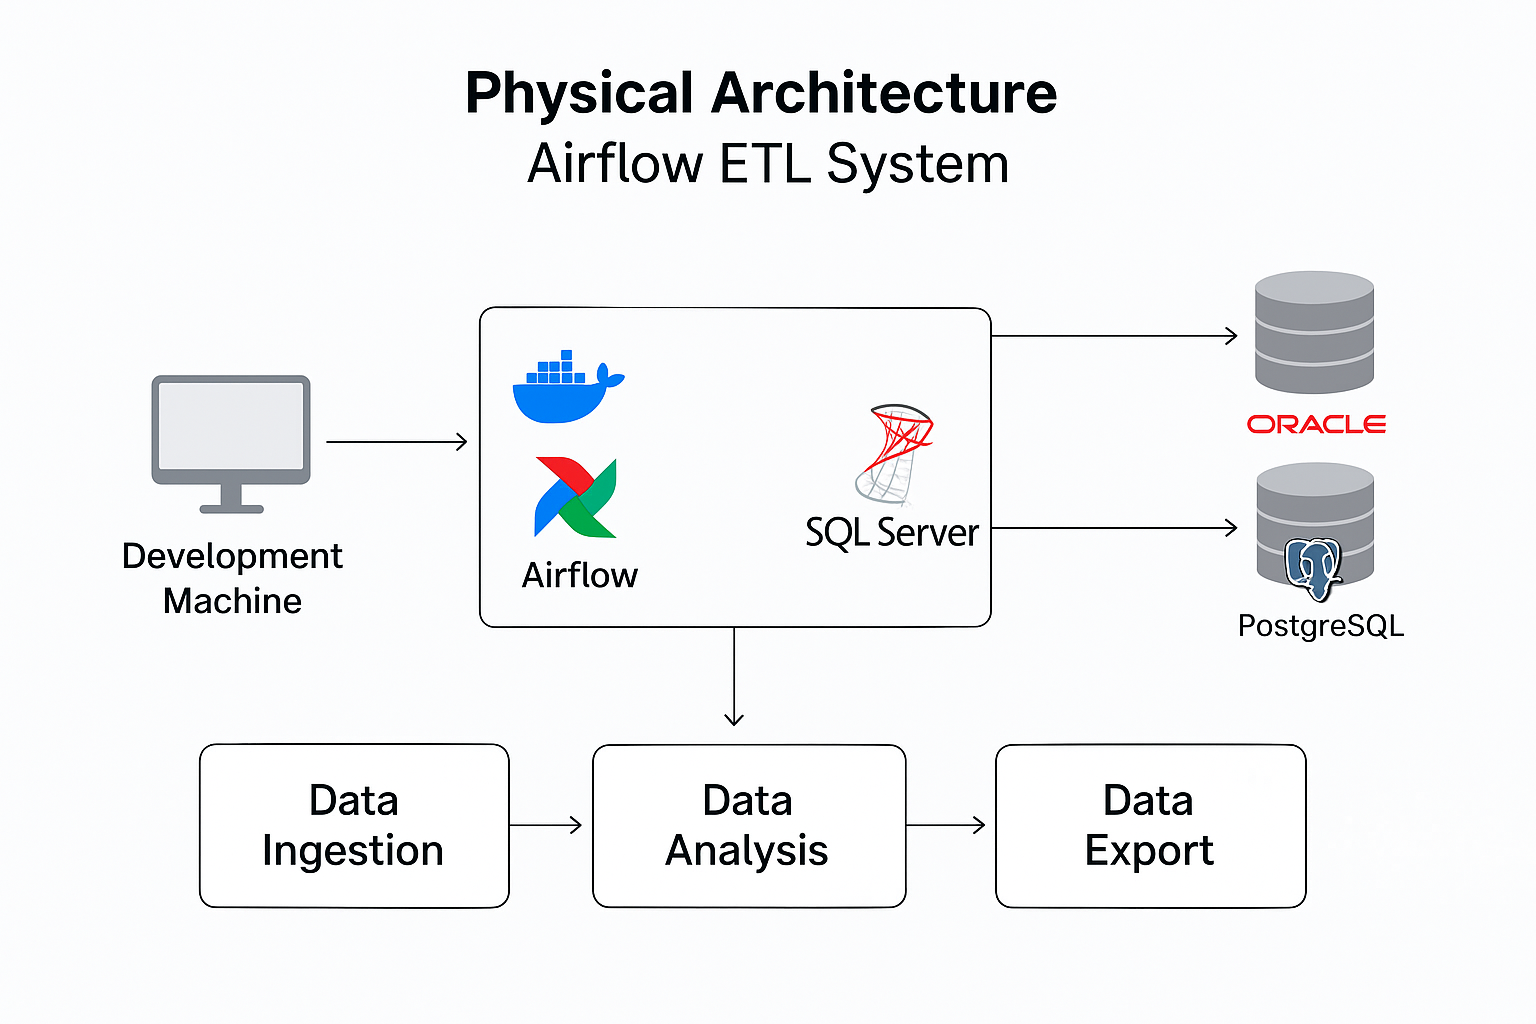 Physical Architecture
Airflow ETL System
Development
Machine
Airflow
SQL Server
ORACLE
PostgreSQL
Data
Ingestion
Data
Analysis
Data
Export